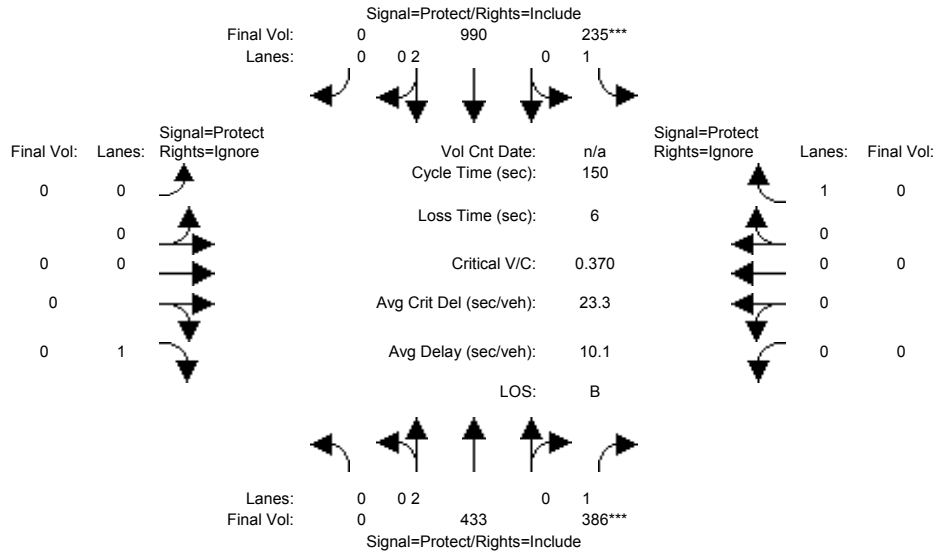 Signal=Protect/Rights=Include
Final Vol: 0 990 235***
Lanes: 0 0 2 0 1
Signal=Protect Signal=Protect
Final Vol: Lanes: Rights=Ignore Vol Cnt Date: n/a Rights=Ignore Lanes: Final Vol:
Cycle Time (sec): 150
0 0 1 0
Loss Time (sec): 6
0 0
0 0 Critical V/C: 0.370 0 0
0 Avg Crit Del (sec/veh): 23.3 0
0 1 Avg Delay (sec/veh): 10.1 0 0
LOS: B
Lanes: 0 0 2 0 1
Final Vol: 0 433 386***
Signal=Protect/Rights=Include